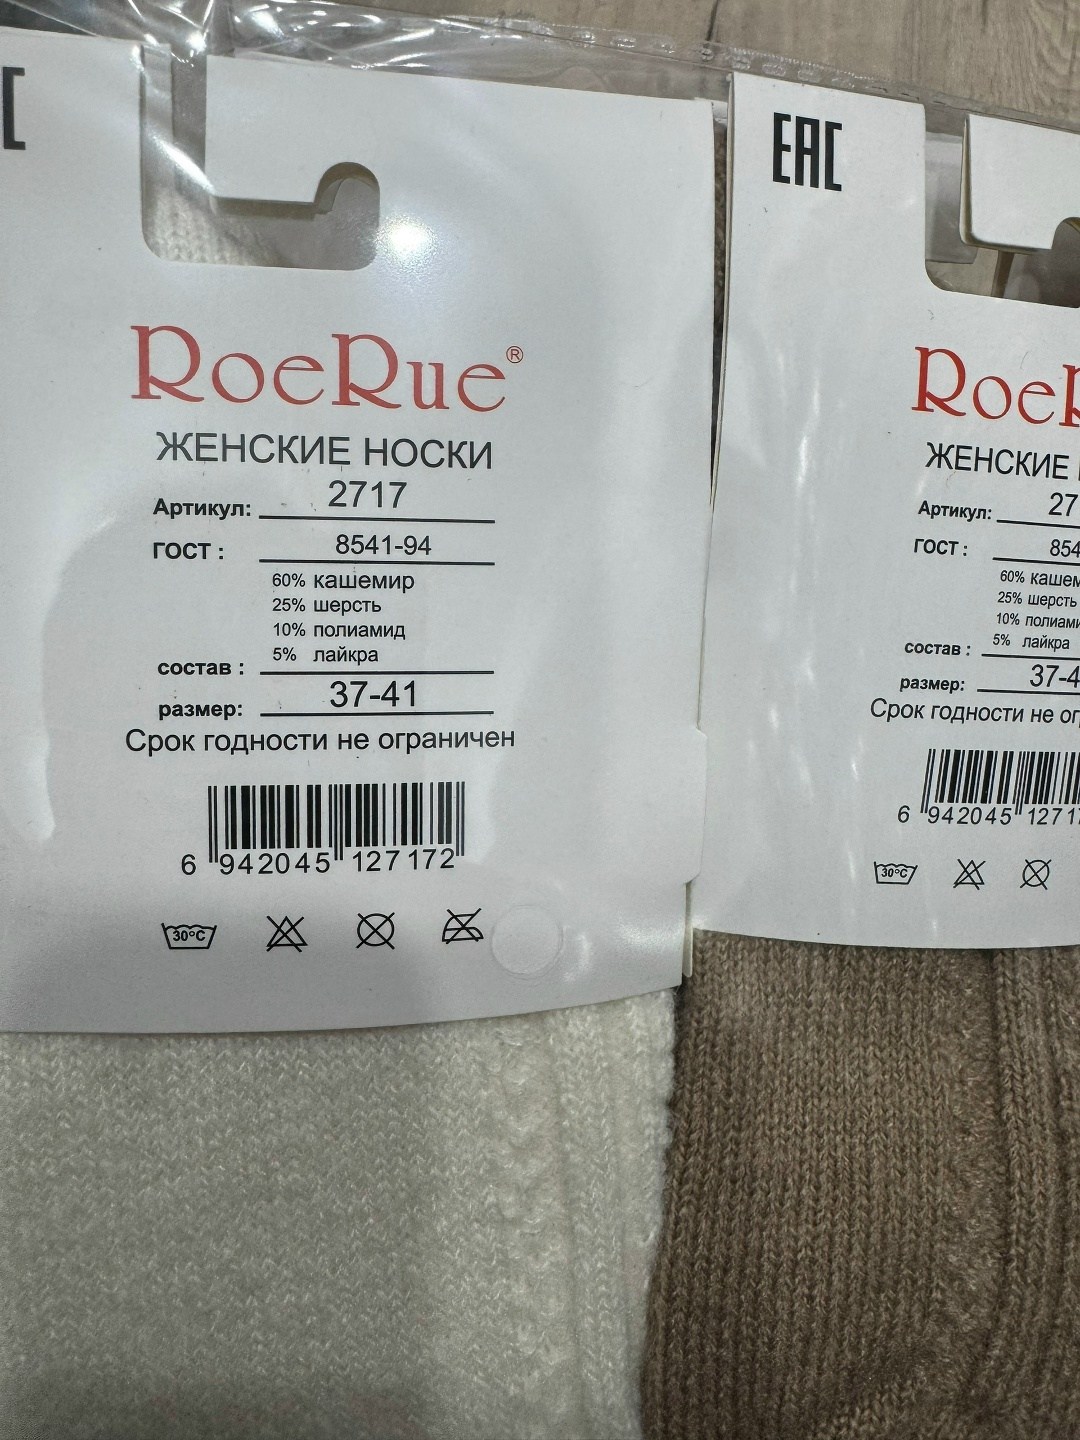 RoeRue®
ЖЕНСКИЕ НОСКИ
Артикул: 2717
ГОСТ : 8541-94
60% кашемир
25% шерсть
10% полиамид
5% лайкра
состав :
размер: 37-41
Срок годности не ограничен
6 942045 127172
30°C
EAC
ЖЕНСКИЕ
Артикул:
ГОСТ :
60%
25% шерсть
10%
5% лайкра
состав :
размер:
Срок годности не
6 942045
30°C